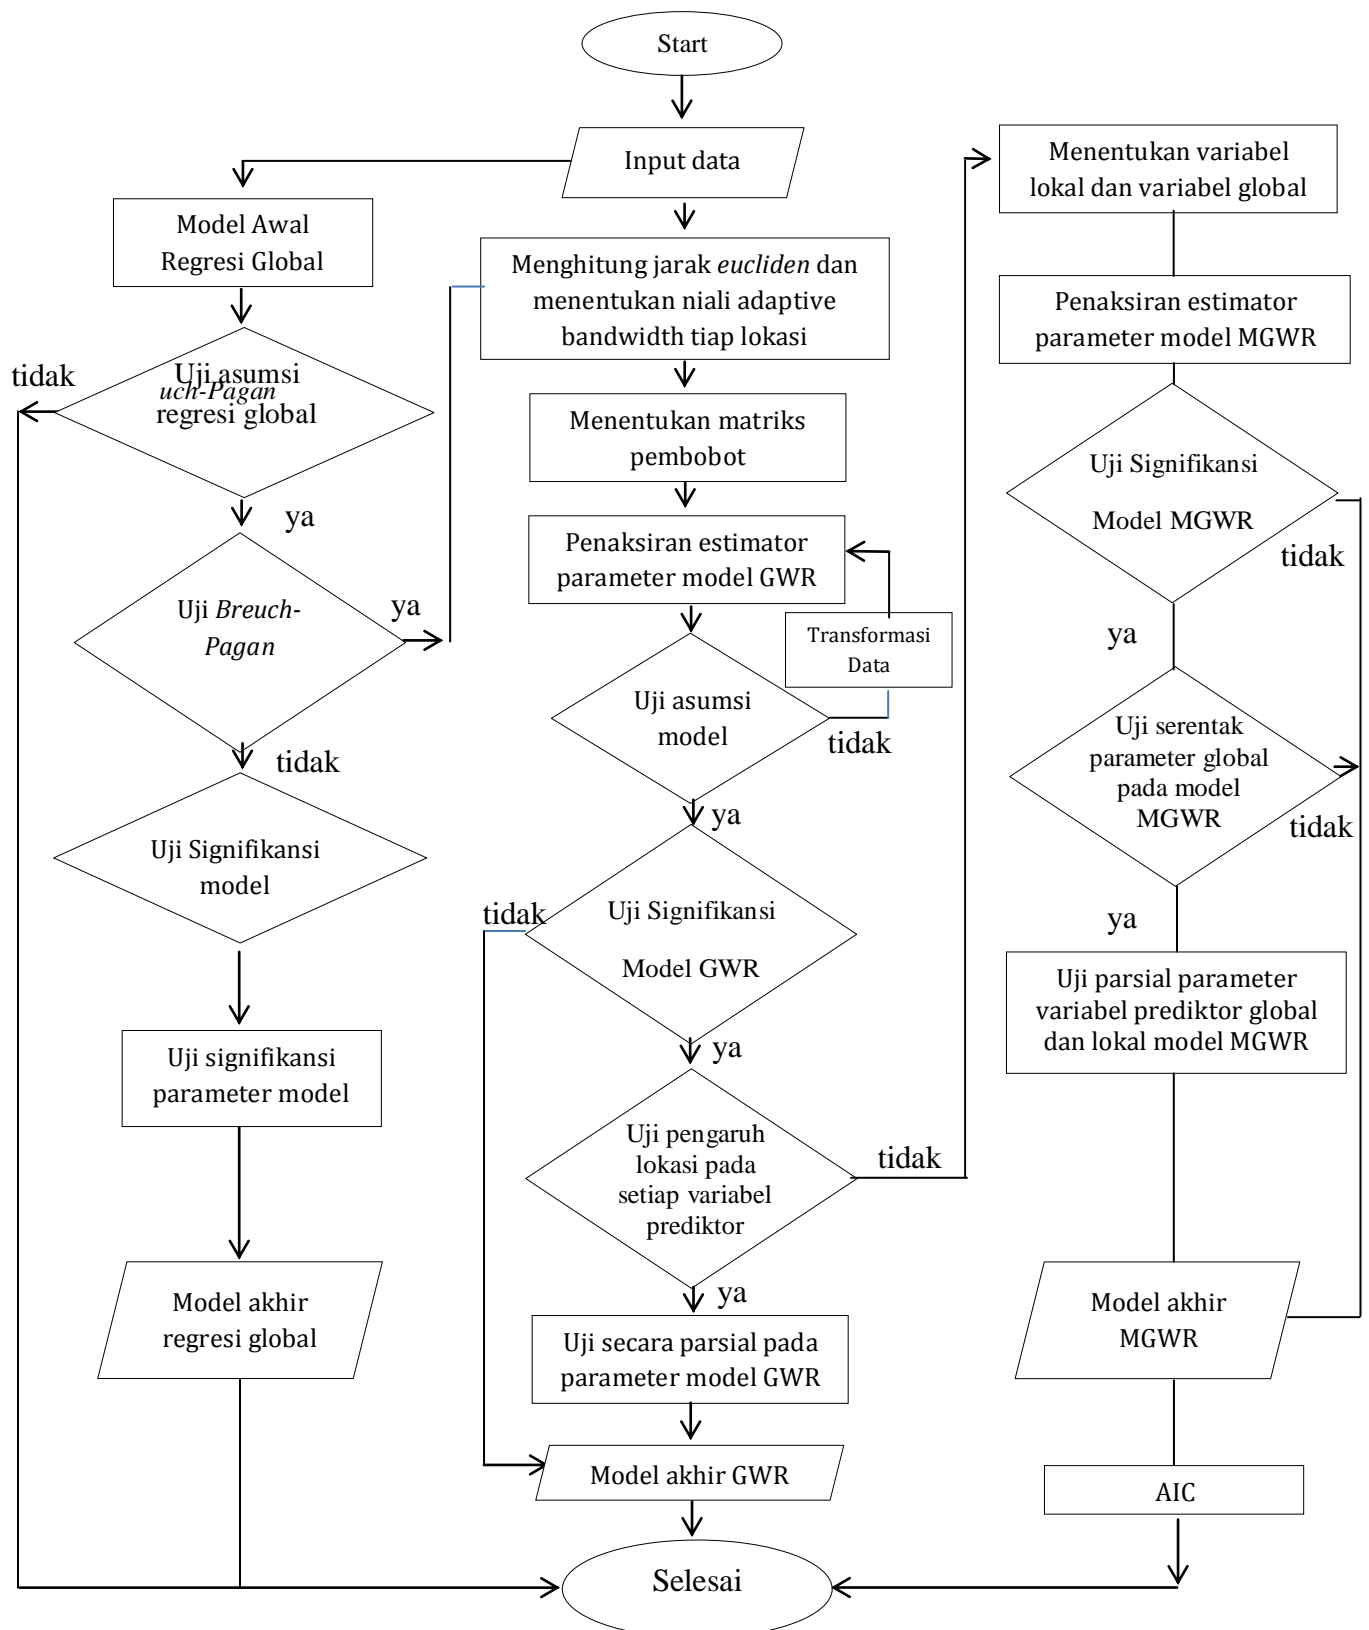 Start
Input data
Model Awal
Regresi Global
tidak
Uji asumsi
uch-Pagan
regresi global
ya
Uji Breuch-
Pagan
ya
tidak
Uji Signifikansi
model
Uji signifikansi
parameter model
Model akhir
regresi global
Menghitung jarak eucliden dan
menentukan niali adaptive
bandwidth tiap lokasi
Menentukan matriks
pembobot
Penaksiran estimator
parameter model GWR
Transformasi
Data
Uji asumsi
model
tidak
ya
tidak
Uji Signifikansi
Model GWR
ya
Uji pengaruh
lokasi pada
setiap variabel
prediktor
tidak
ya
Uji secara parsial pada
parameter model GWR
Model akhir GWR
Selesai
Menentukan variabel
lokal dan variabel global
Penaksiran estimator
parameter model MGWR
Uji Signifikansi
Model MGWR
tidak
ya
Uji serentak
parameter global
pada model
MGWR
tidak
ya
Uji parsial parameter
variabel prediktor global
dan lokal model MGWR
Model akhir
MGWR
AIC